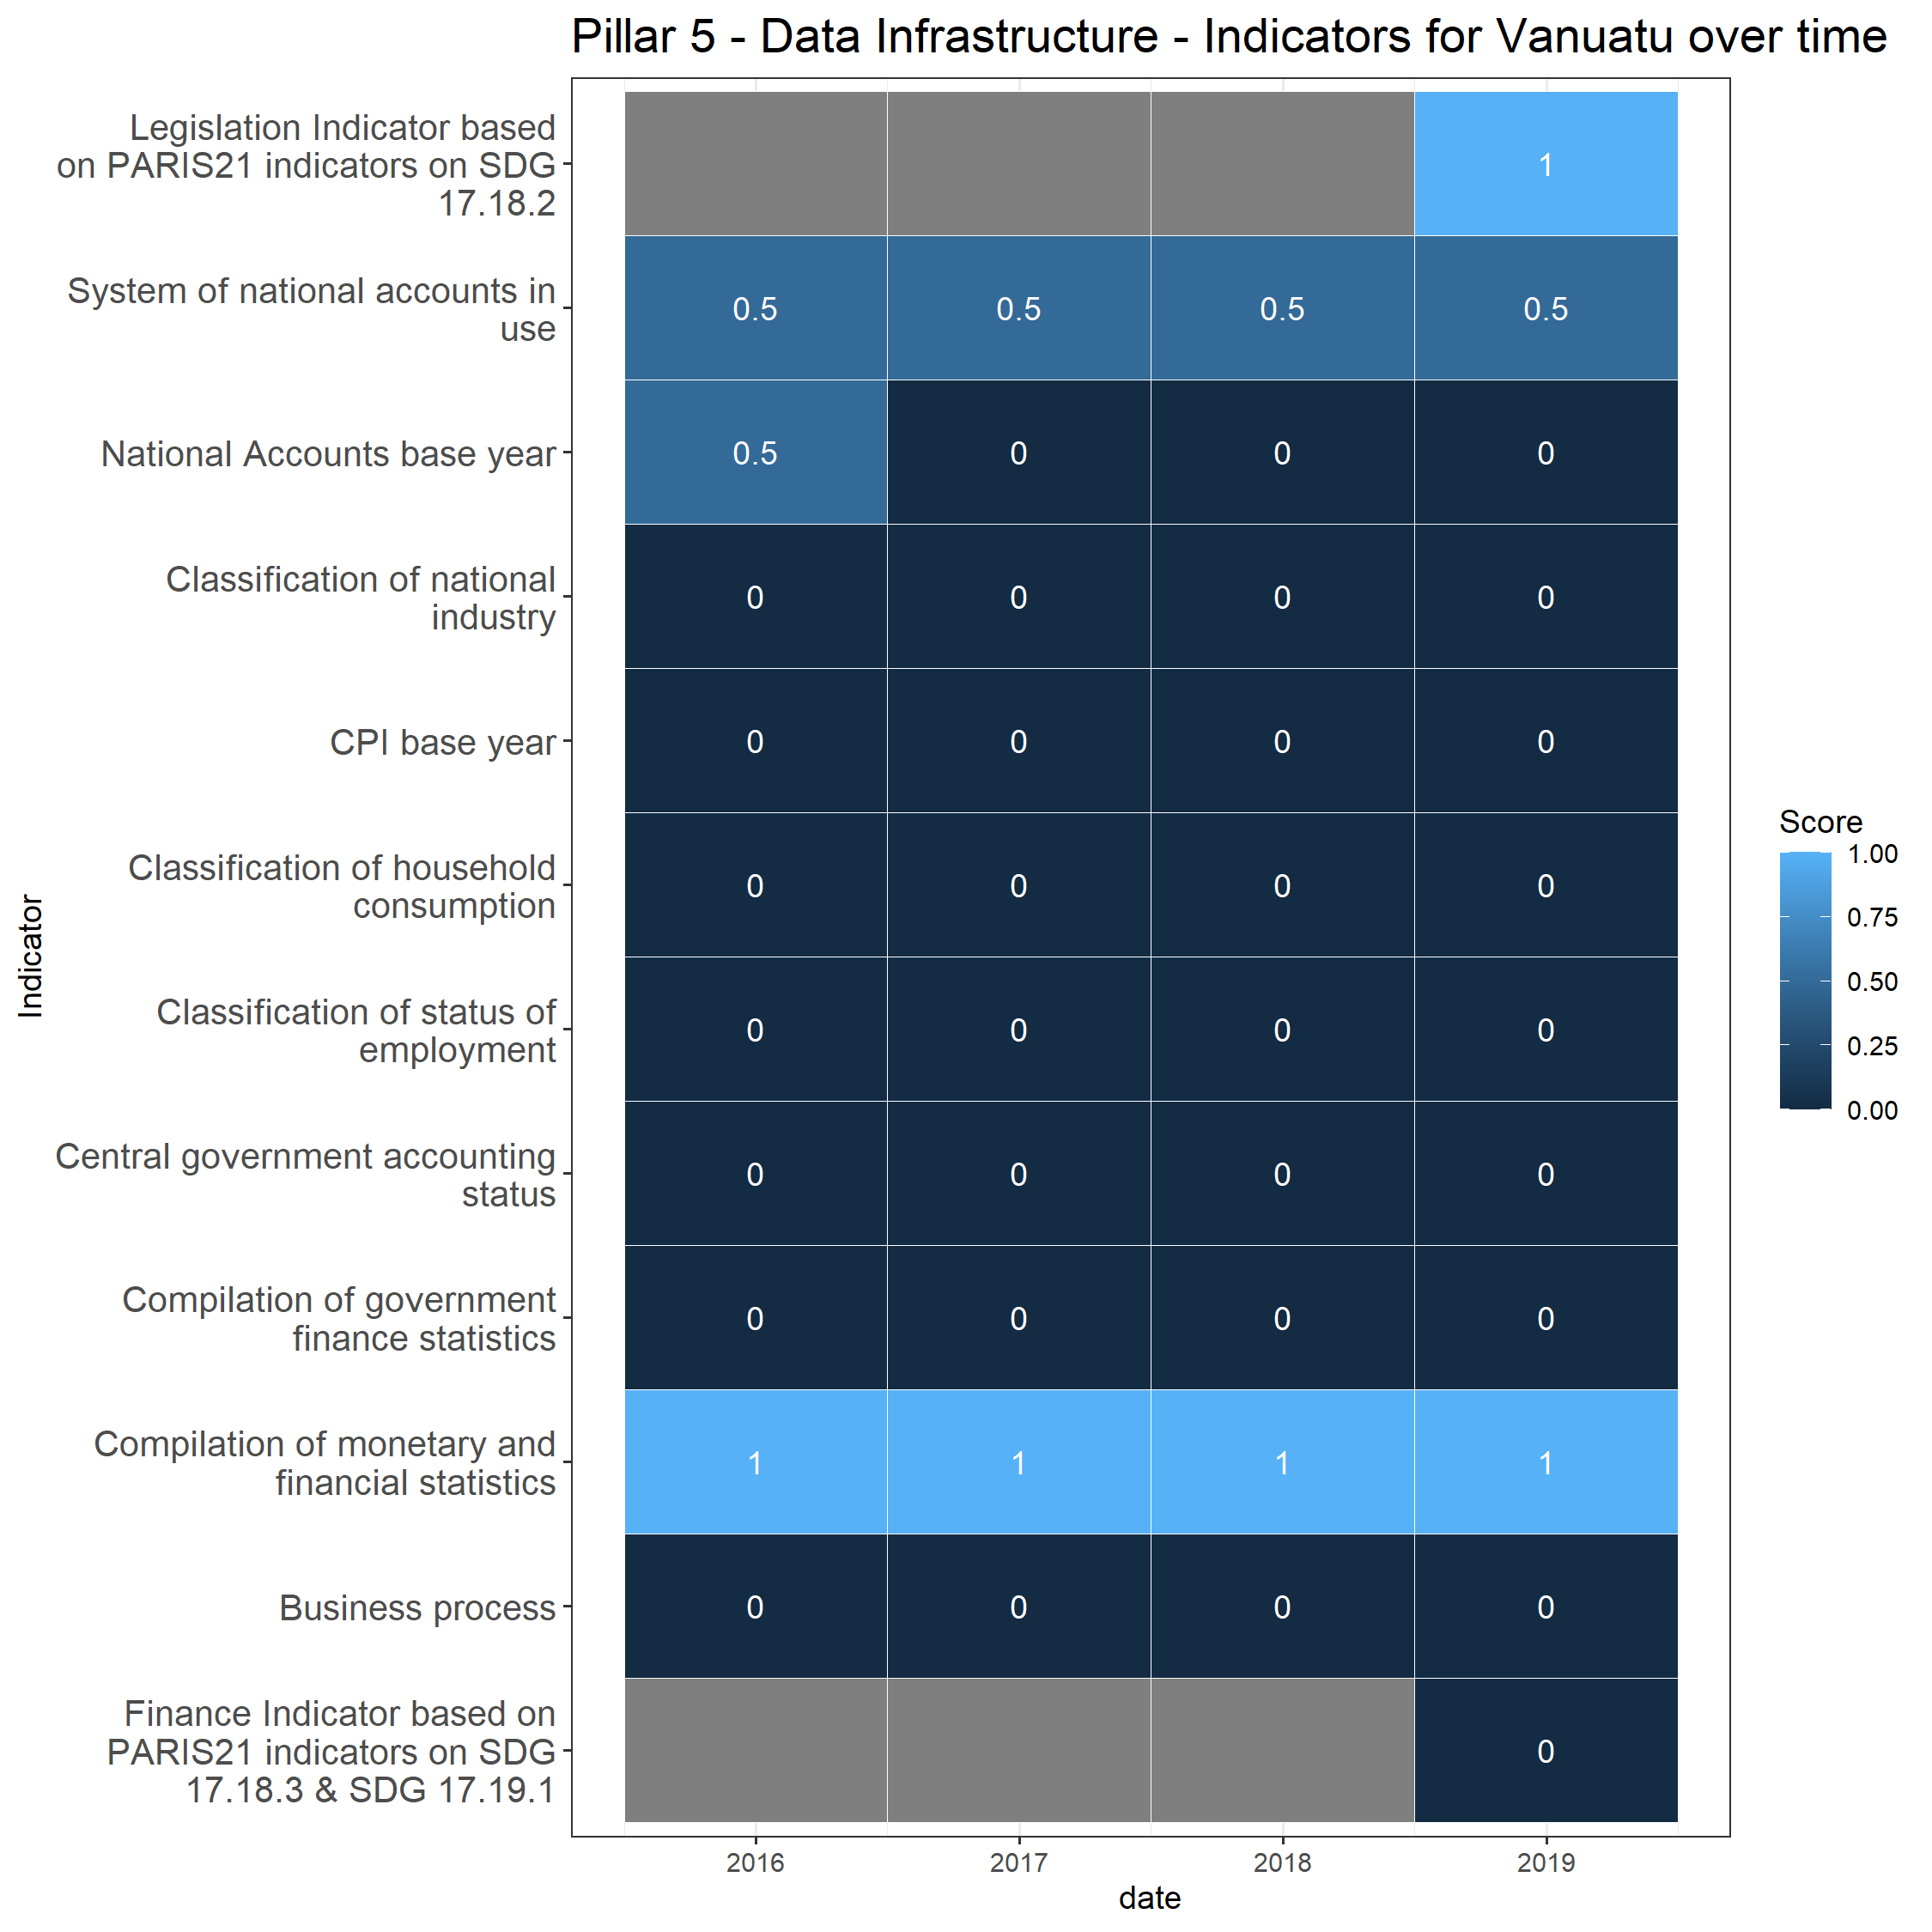 Pillar 5 - Data Infrastructure - Indicators for Vanuatu over time
Legislation Indicator based
on PARIS21 indicators on SDG
17.18.2
1
System of national accounts in
use
0.5 0.5 0.5 0.5
National Accounts base year
0.5 0 0 0
Classification of national
industry
0 0 0 0
CPI base year
0 0 0 0
Classification of household
consumption
0 0 0 0
Classification of status of
employment
0 0 0 0
Central government accounting
status
0 0 0 0
Compilation of government
finance statistics
0 0 0 0
Compilation of monetary and
financial statistics
1 1 1 1
Business process
0 0 0 0
Finance Indicator based on
PARIS21 indicators on SDG
17.18.3 & SDG 17.19.1
0
2016 2017 2018 2019
date
Indicator
Score
1.00
0.75
0.50
0.25
0.00